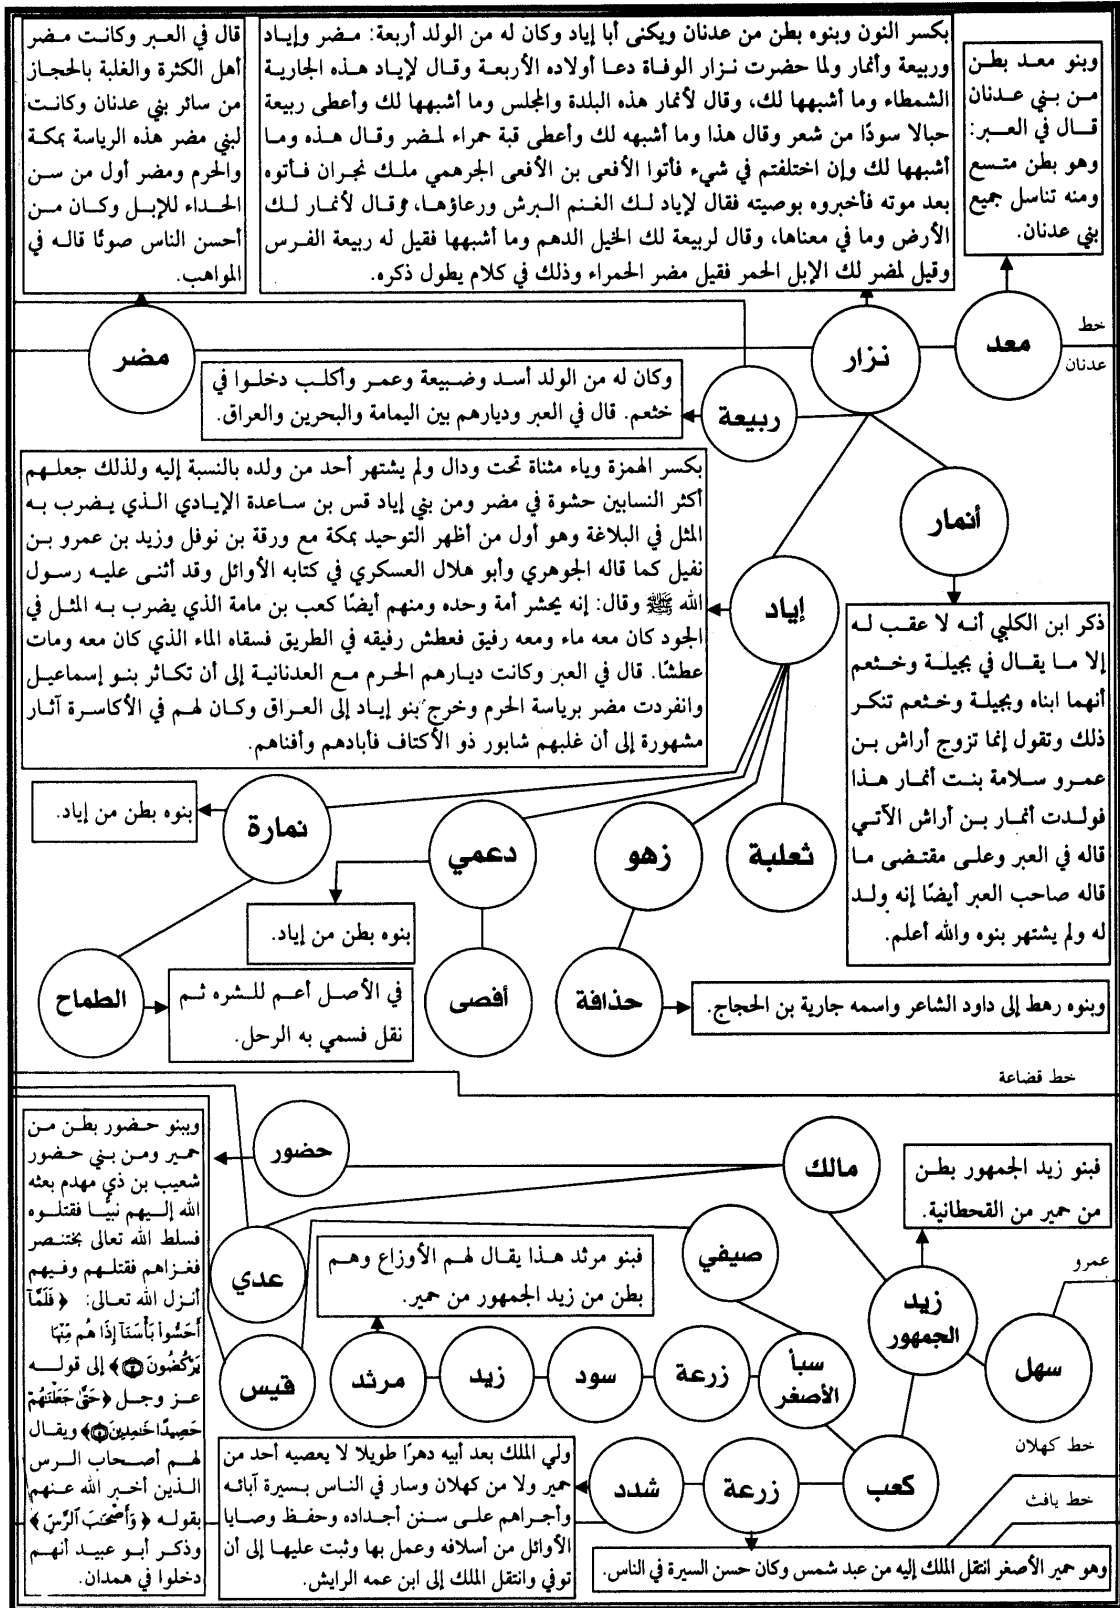 وبنو معد بطن
من بني عدنان
قال في العبر:
وهو بطن متسع
ومنه تناسل جميع
بني عدنان.
بكسر النون وبنوه بطن من عدنان ويكنى أبا إياد وكان له من الولد أربعة: مضر وإياد
وربيعة وأنمار ولما حضرت نزار الوفاة دعا أولاده الأربعة وقال لإياد هذه الجارية
الشمطاء وما أشبهها لك، وقال لأنمار هذه البلدة والمجلس وما أشبهها لك وأعطى ربيعة
حبالا سودًا من شعر وقال هذا وما أشبهه لك وأعطى قبة حمراء لمضر وقال هذه وما
أشبهها لك وإن اختلفتم في شيء فأتوا الأفعى بن الأفعى الجرهمي ملك نجران فأتوه
بعد موته فأخبروه بوصيته فقال لإياد لك الغنم البرش ورعاؤها، وقال لأنمار لك
الأرض وما في معناها، وقال لربيعة لك الخيل الدهم وما أشبهها فقيل له ربيعة الفرس
وقيل لمضر لك الإبل الحمر فقيل مضر الحمراء وذلك في كلام يطول ذكره.
قال في العبر وكانت مضر
أهل الكثرة والغلبة بالحجاز
من سائر بني عدنان وكانت
لبني مضر هذه الرياسة بمكة
والحرم ومضر أول من سن
الحداء للإبل وكان من
أحسن الناس صوتًا قاله في
المواهب.
خط
عدنان
معد
نزار
مضر
ربيعة
وكان له من الولد أسد وضبيعة وعمر وأكلب دخلوا في
خثعم. قال في العبر وديارهم بين اليمامة والبحرين والعراق.
أنمار
إياد
بكسر الهمزة وياء مثناة تحت ودال ولم يشتهر أحد من ولده بالنسبة إليه ولذلك جعلهم
أكثر النسابين حشوة في مضر ومن بني إياد قس بن ساعدة الإيادي الذي يضرب به
المثل في البلاغة وهو أول من أظهر التوحيد بمكة مع ورقة بن نوفل وزيد بن عمرو بن
نفيل كما قاله الجوهري وأبو هلال العسكري في كتابه الأوائل وقد أثنى عليه رسول
الله ﷺ وقال: إنه يحشر أمة وحده ومنهم أيضًا كعب بن مامة الذي يضرب به المثل في
الجود كان معه ماء ومعه رفيق فعطش رفيقه في الطريق فسقاه الماء الذي كان معه ومات
عطشًا. قال في العبر وكانت ديارهم الحرم مع العدنانية إلى أن تكاثر بنو إسماعيل
وانفردت مضر برياسة الحرم وخرج بنو إياد إلى العراق وكان لهم في الأكاسرة آثار
مشهورة إلى أن غلبهم شابور ذو الأكتاف فأبادهم وأفناهم.
ذكر ابن الكلبي أنه لا عقب له
إلا ما يقال في بجيلة وخثعم
أنهما ابناه وبجيلة وخثعم تنكر
ذلك وتقول إنما تزوج أراش بن
عمرو سلامة بنت أنمار هذا
فولدت أنمار بن أراش الآتي
قاله في العبر وعلى مقتضى ما
قاله صاحب العبر أيضًا إنه ولد
له ولم يشتهر بنوه والله أعلم.
ثعلبة
زهو
دعمي
نمارة
بنوه بطن من إياد.
بنوه بطن من إياد.
حذافة
وبنوه رهط إلى داود الشاعر واسمه جارية بن الحجاج.
أفصى
الطماح
في الأصل أعم للشره ثم
نقل فسمي به الرحل.
خط قضاعة
مالك
حضور
وببنو حضور بطن من
حمير ومن بني حضور
شعيب بن ذي مهدم بعثه
الله إليهم نبيًّا فقتلوه
فسلط الله تعالى بختنصر
فغزاهم فقتلهم وفيهم
أنزل الله تعالى: ﴿فَلَمَّآ
أَحَسُّوا۟ بَأْسَنَآ إِذَا هُم مِّنْهَا
يَرْكُضُونَ﴾ إلى قوله
عز وجل ﴿حَتَّىٰ جَعَلْنَٰهُمْ
حَصِيدًا خَٰمِدِينَ﴾ ويقال
لهم أصحاب الرس
الذين أخبر الله عنهم
بقوله ﴿وَأَصْحَٰبَ ٱلرَّسِّ﴾
وذكر أبو عبيد أنهم
دخلوا في همدان.
فبنو زيد الجمهور بطن
من حمير من القحطانية.
صيفي
عدي
فبنو مرثد هذا يقال لهم الأوزاع وهم
بطن من زيد الجمهور من حمير.
عمرو
زيد
الجمهور
سهل
سبأ
الأصغر
زرعة
سود
زيد
مرثد
قيس
خط كهلان
خط يافث
كعب
زرعة
شدد
ولي الملك بعد أبيه دهرًا طويلا لا يعصيه أحد من
حمير ولا من كهلان وسار في الناس بسيرة آبائه
وأجراهم على سنن أجداده وحفظ وصايا
الأوائل من أسلافه وعمل بها وثبت عليها إلى أن
توفي وانتقل الملك إلى ابن عمه الرايش.
وهو حمير الأصغر انتقل الملك إليه من عبد شمس وكان حسن السيرة في الناس.